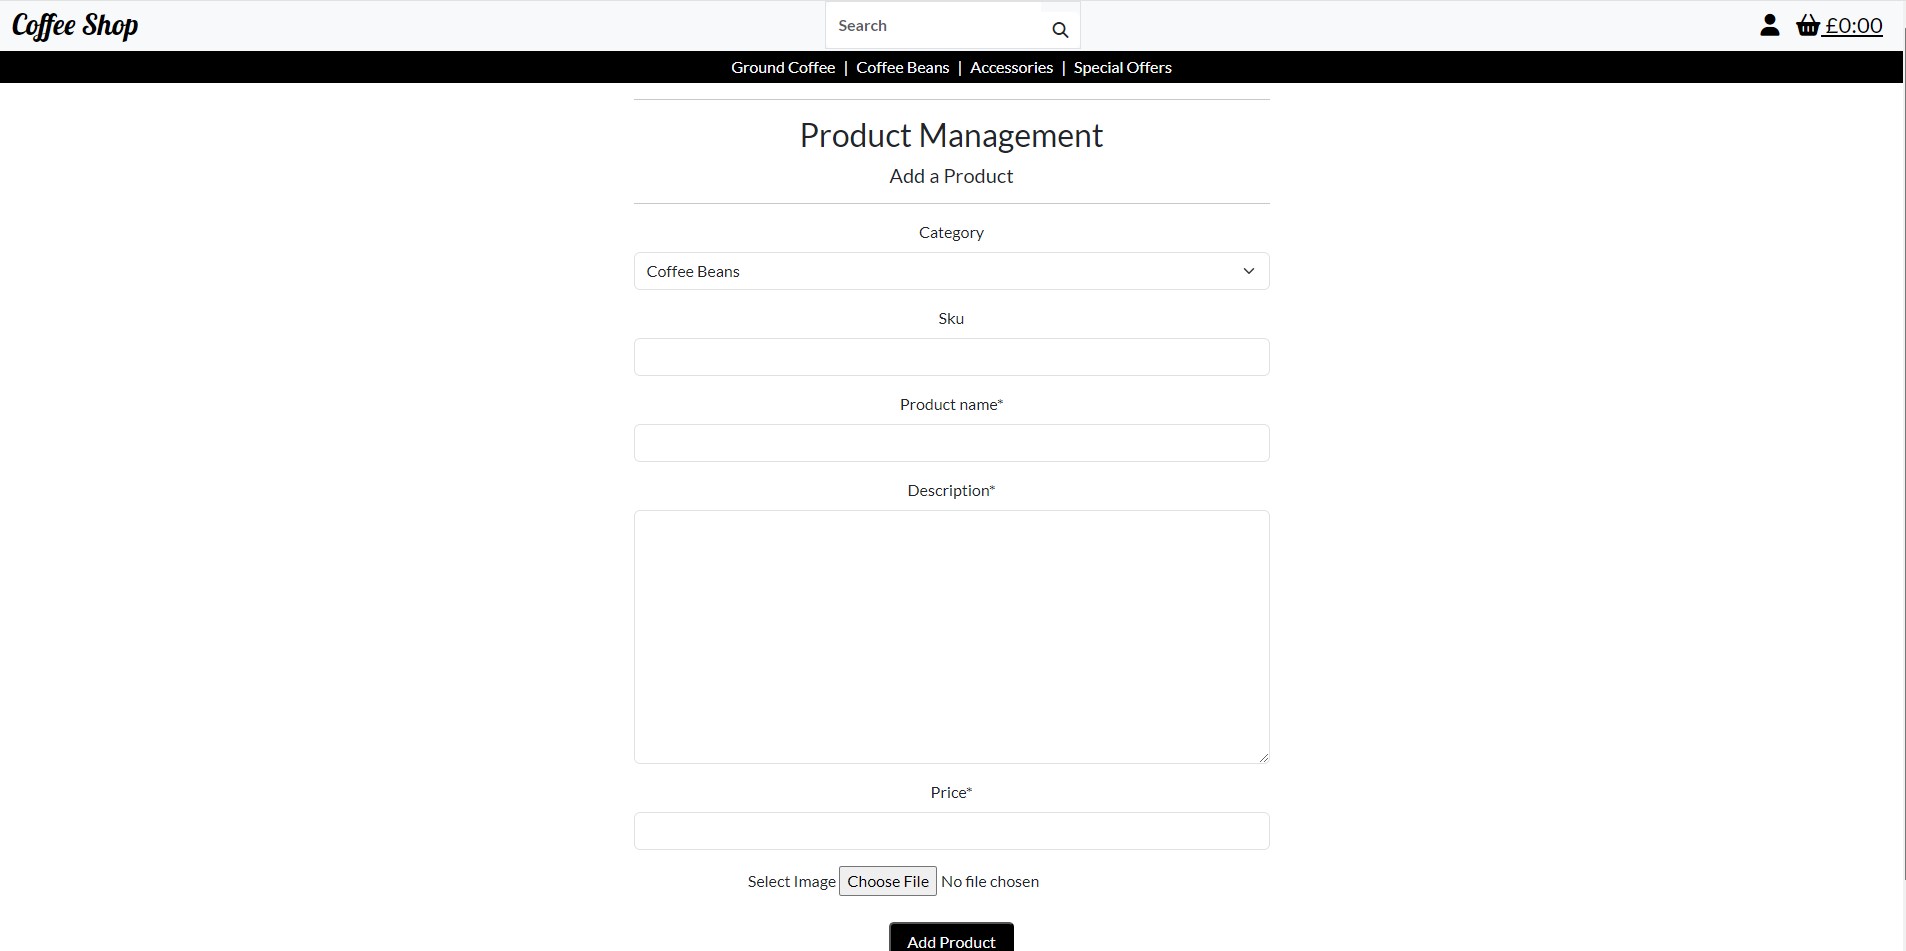 Coffee Shop
Search
£0:00
Ground Coffee | Coffee Beans | Accessories | Special Offers
Product Management
Add a Product
Category
Coffee Beans
Sku
Product name*
Description*
Price*
Select Image Choose File No file chosen
Add Product